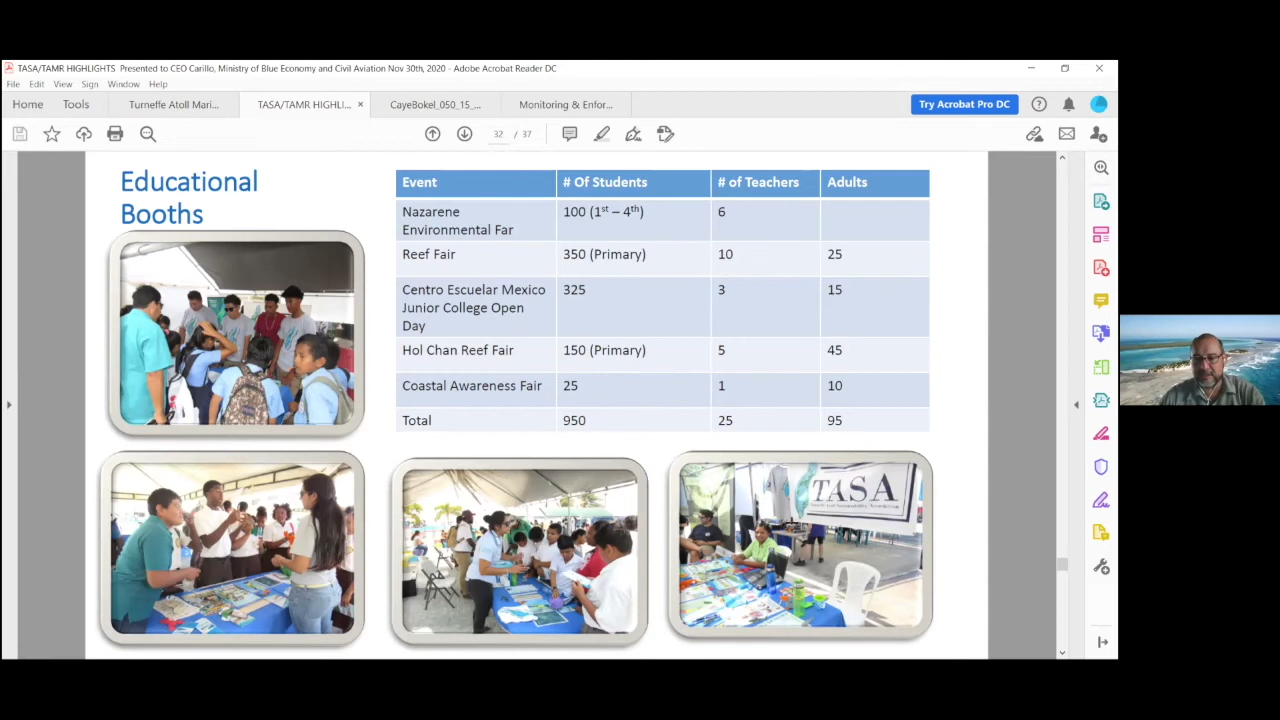 TASA/TAMR HIGHLIGHTS Presented to CEO Carillo, Ministry of Blue Economy and Civil Aviation Nov 30th, 2020 - Adobe Acrobat Reader DC
File Edit View Sign Window Help
Home Tools Turneffe Atoll Mari... TASA/TAMR HIGHLI... × CayeBokel_050_15_... Monitoring & Enfor... Try Acrobat Pro DC
32 / 37
Educational
Booths
Event # Of Students # of Teachers Adults
Nazarene
Environmental Far 100 (1st – 4th) 6
Reef Fair 350 (Primary) 10 25
Centro Escuelar Mexico
Junior College Open
Day 325 3 15
Hol Chan Reef Fair 150 (Primary) 5 45
Coastal Awareness Fair 25 1 10
Total 950 25 95
TASA